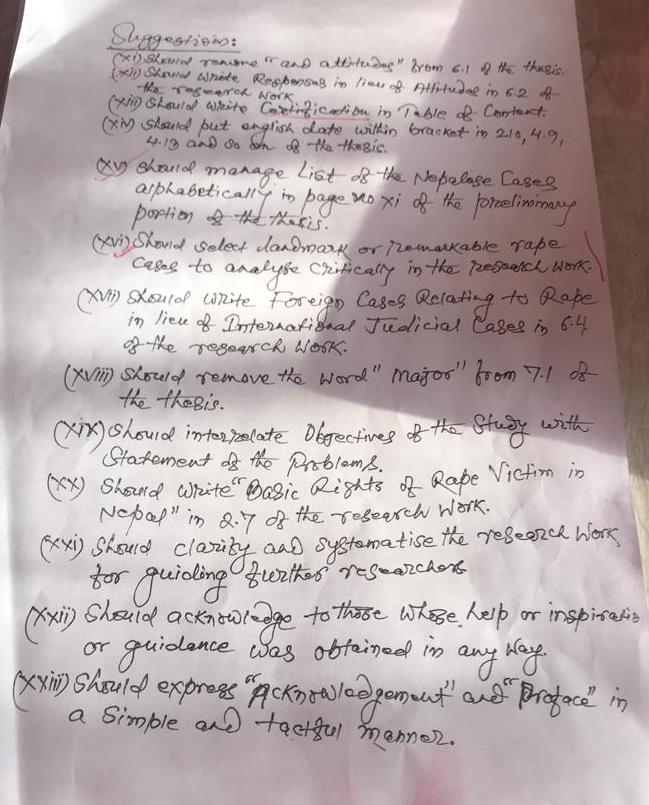 Suggestions:
(xi) Should remove "and attitudes" from 6.1 of the thesis.
(xii) Should write Responses in lieu of Attitudes in 6.2 of
the research work
(xiii) Should write Certification in Table of Content.
(xiv) Should put english date within bracket in 2.10, 4.9,
4.13 and so on of the thesis.
(xv) Should manage List of the Nepalese Cases
alphabetically in page no xi of the preliminary
portion of the thesis.
(xvi) Should select landmark or remarkable rape
cases to analyse critically in the research work.
(xvii) Should write Foreign Cases Relating to Rape
in lieu of International Judicial Cases in 6.4
of the research work.
(xviii) Should remove the word "major" from 7.1 of
the thesis.
(xix) Should interrelate Objectives of the Study with
Statement of the Problems.
(xx) Should write "Basic Rights of Rape Victim in
Nepal" in 2.7 of the research work.
(xxi) Should clarify and systematise the research work
for guiding further researchers
(xxii) Should acknowledge to those whose help or inspiratio
or guidance was obtained in any way.
(xxiii) Should express "Acknowledgement" and "Preface" in
a simple and tactful manner.